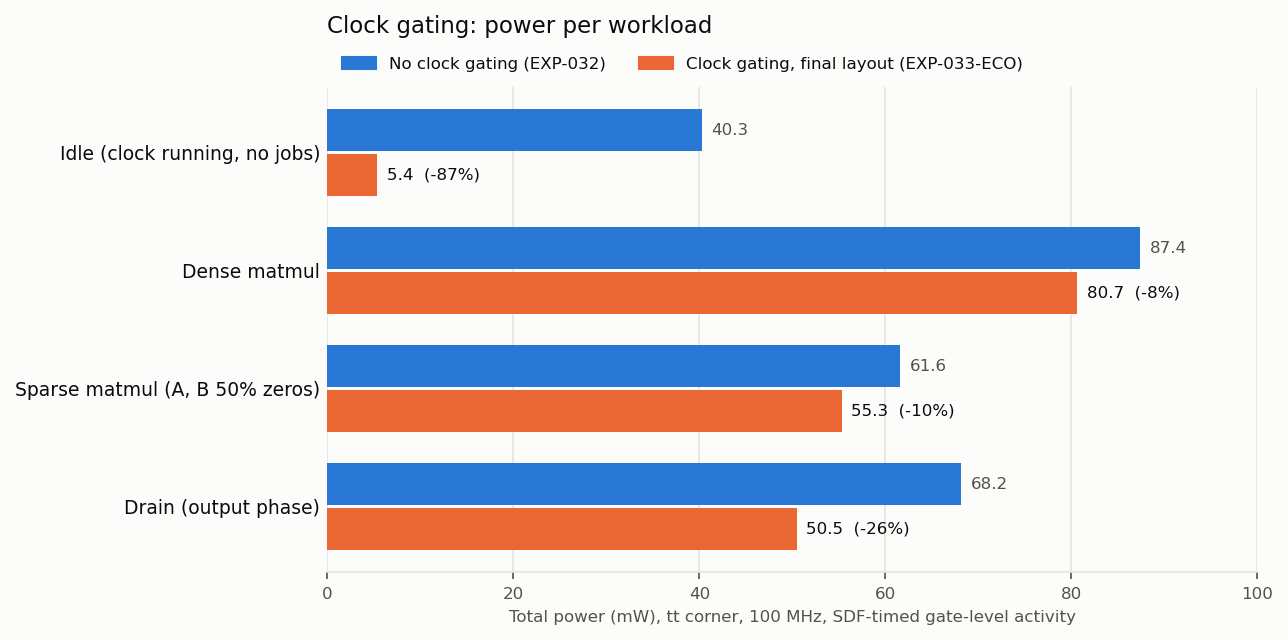 Clock gating: power per workload
No clock gating (EXP-032)
Clock gating, final layout (EXP-033-ECO)
Idle (clock running, no jobs)
40.3
5.4 (-87%)
Dense matmul
87.4
80.7 (-8%)
Sparse matmul (A, B 50% zeros)
61.6
55.3 (-10%)
Drain (output phase)
68.2
50.5 (-26%)
0 20 40 60 80 100
Total power (mW), tt corner, 100 MHz, SDF-timed gate-level activity